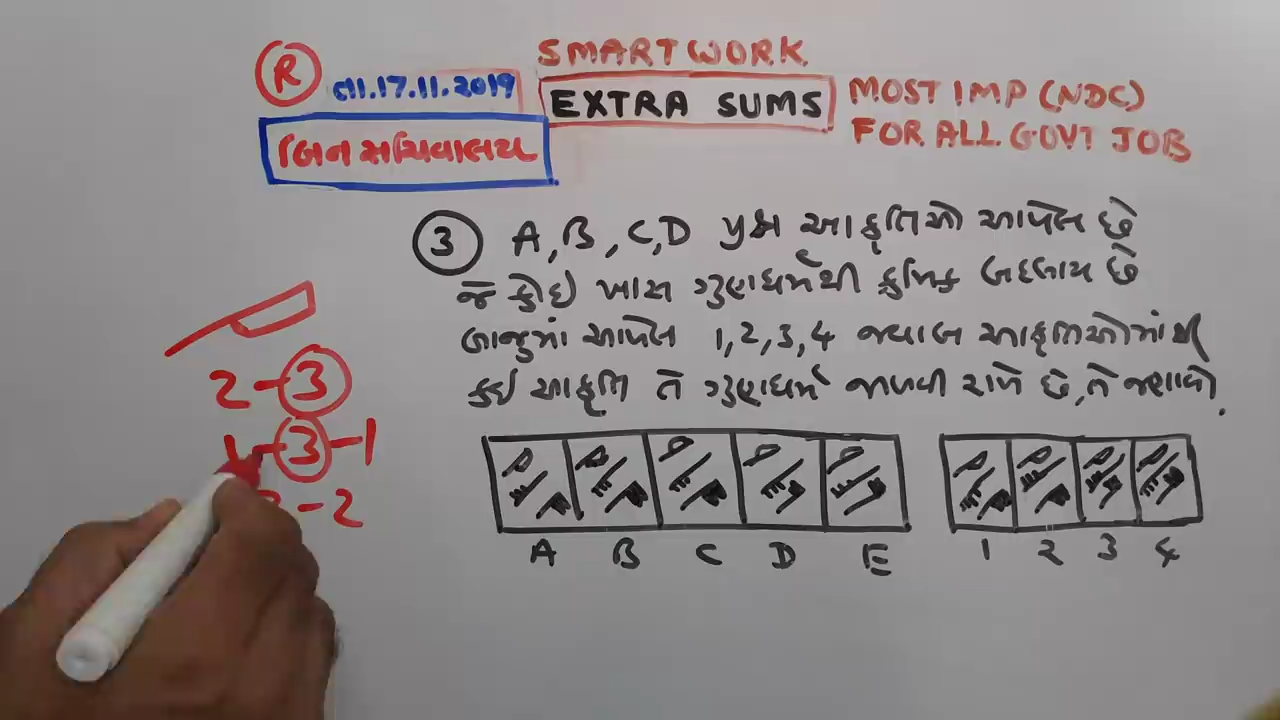 SMART WORK
R
તા.17.11.2019
EXTRA SUMS
MOST IMP (NDC)
FOR ALL GOVT JOB
બિન સચિવાલય
3 A, B, C, D પ્રશ્ન આકૃતિઓ આપેલ છે
જે કોઇ ખાસ ગુણધર્મથી ક્રમિક બદલાય છે
બાજુમાં આપેલ 1, 2, 3, 4 જવાબ આકૃતિઓમાંથી
કઇ આકૃતિ તે ગુણધર્મ જાળવી રાખે છે, તે જણાવો.
2 - 3
1 - 3 - 1
- 2
A B C D E
1 2 3 4